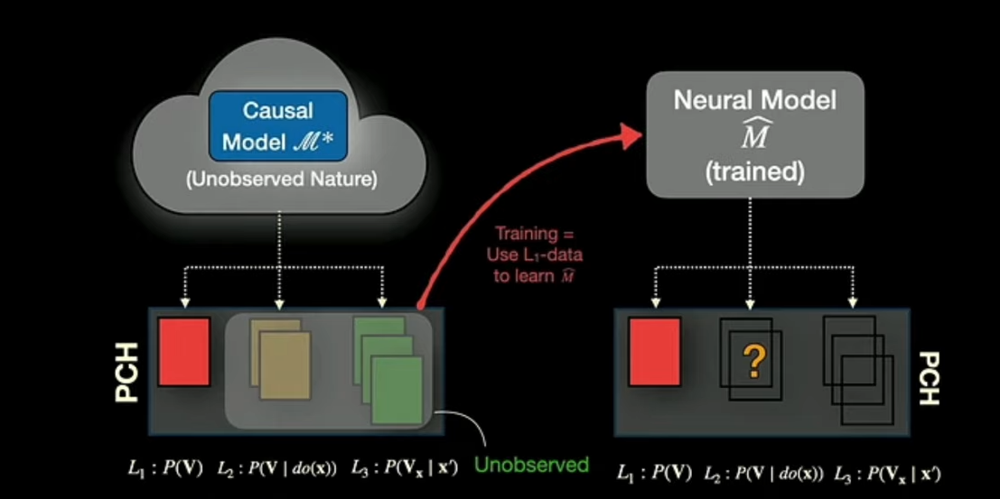 Causal
Model ℳ*
(Unobserved Nature)
Neural Model
M̂
(trained)
Training =
Use L₁-data
to learn M̂
PCH
?
PCH
L₁ : P(V)
L₂ : P(V | do(x))
L₃ : P(Vₓ | x′)
Unobserved
L₁ : P(V)
L₂ : P(V | do(x))
L₃ : P(Vₓ | x′)